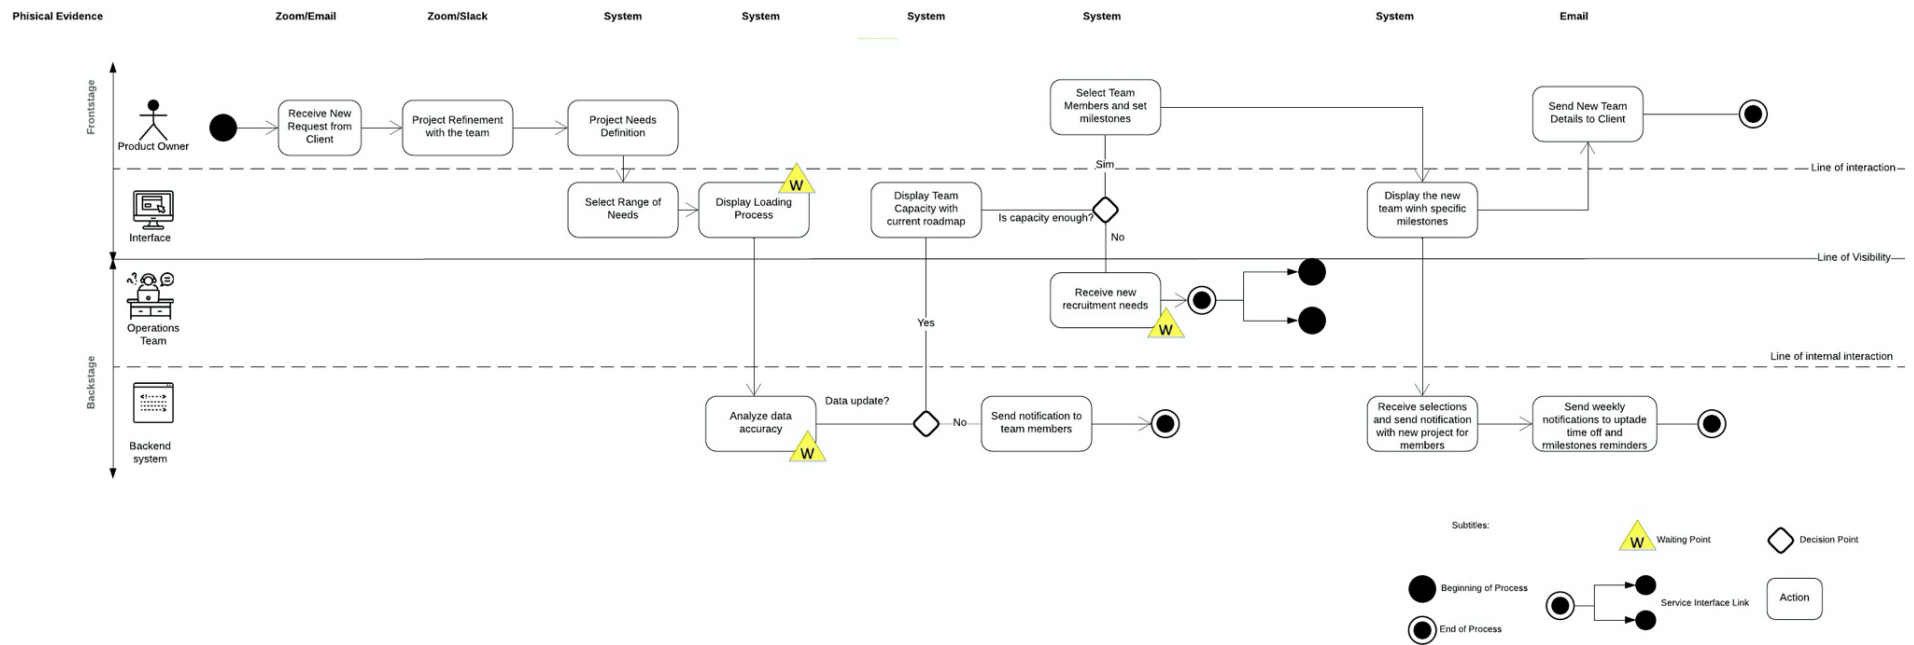 Phisical Evidence
Zoom/Email
Zoom/Slack
System
System
System
System
System
Email
Frontstage
Product Owner
Receive New
Request from
Client
Project Refinement
with the team
Project Needs
Definition
Select Team
Members and set
milestones
Send New Team
Details to Client
Sim
Line of interaction
Interface
Select Range of
Needs
Display Loading
Process
W
Display Team
Capacity with
current roadmap
Is capacity enough?
No
Display the new
team winh specific
milestones
Line of Visibility
Operations
Team
Receive new
recruitment needs
W
Yes
Line of internal interaction
Backstage
Backend
system
Analyze data
accuracy
W
Data update?
No
Send notification to
team members
Receive selections
and send notification
with new project for
members
Send weekly
notifications to uptade
time off and
rmilestones reminders
Subtitles:
W
Waiting Point
Decision Point
Beginning of Process
Service Interface Link
Action
End of Process